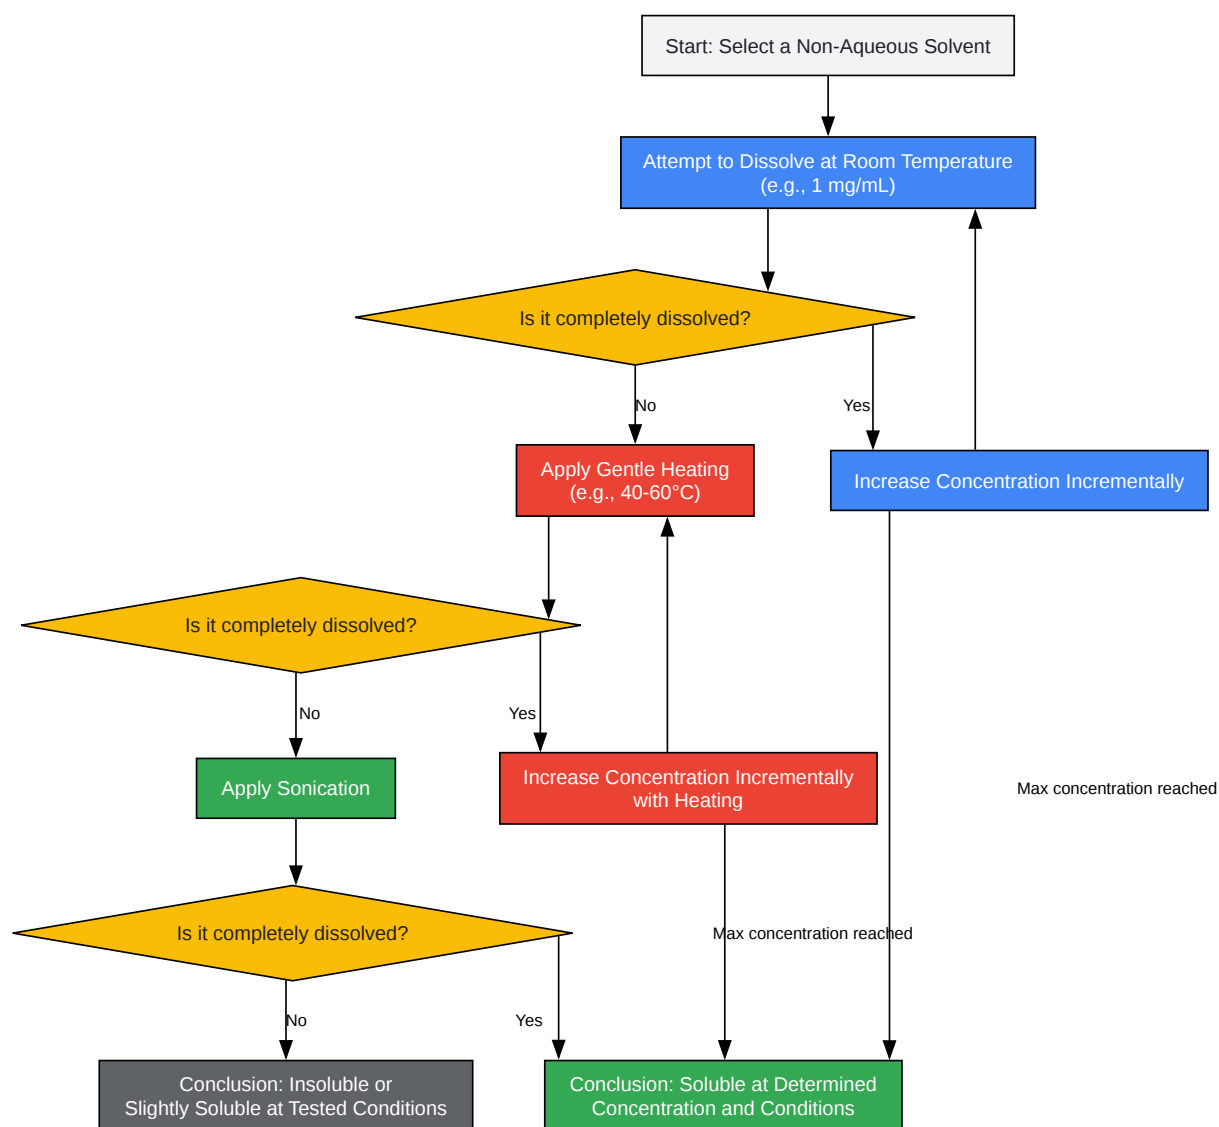 Start: Select a Non-Aqueous Solvent
Attempt to Dissolve at Room Temperature
(e.g., 1 mg/mL)
Is it completely dissolved?
No
Yes
Apply Gentle Heating
(e.g., 40-60°C)
Increase Concentration Incrementally
Is it completely dissolved?
No
Yes
Apply Sonication
Increase Concentration Incrementally
with Heating
Max concentration reached
Is it completely dissolved?
Max concentration reached
No
Yes
Conclusion: Insoluble or
Slightly Soluble at Tested Conditions
Conclusion: Soluble at Determined
Concentration and Conditions